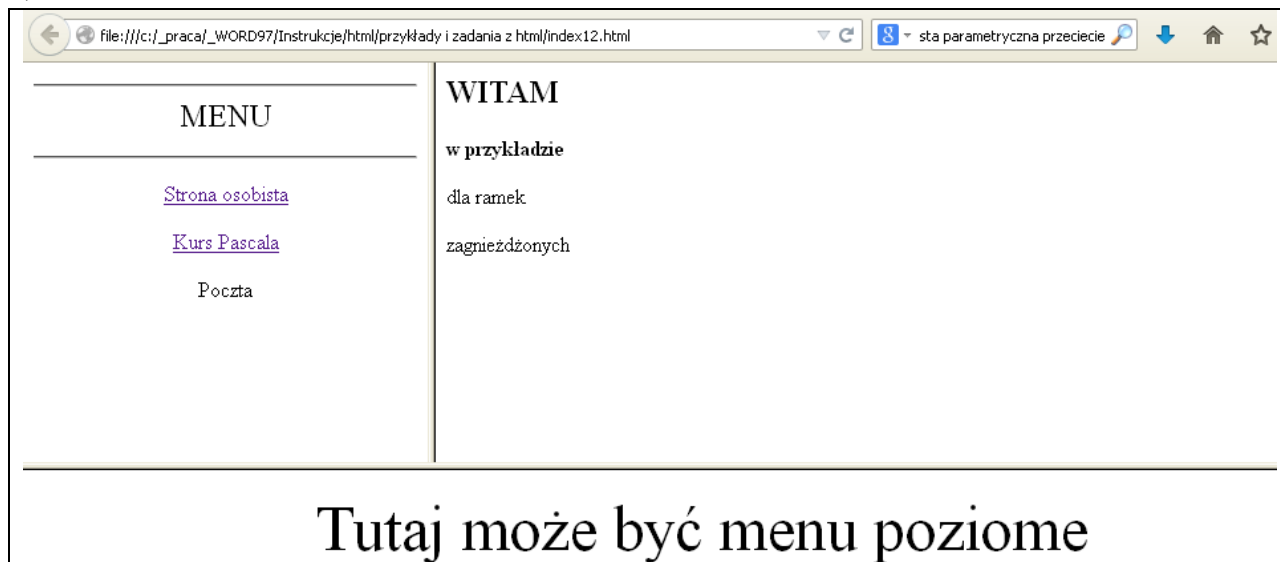 file:///c:/_praca/_WORD97/Instrukcje/html/przykłady i zadania z html/index12.html
sta parametryczna przeciecie
MENU
Strona osobista
Kurs Pascala
Poczta
WITAM
w przykładzie
dla ramek
zagnieżdżonych
Tutaj może być menu poziome